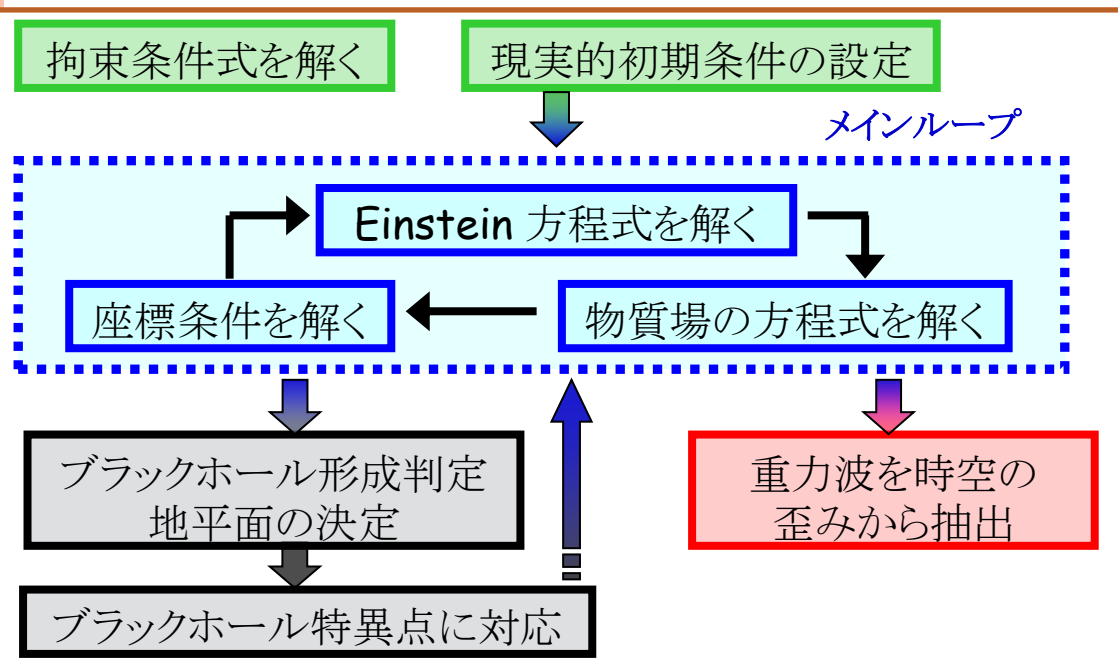 拘束条件式を解く
現実的初期条件の設定
メインループ
Einstein 方程式を解く
座標条件を解く
物質場の方程式を解く
ブラックホール形成判定
地平面の決定
重力波を時空の
歪みから抽出
ブラックホール特異点に対応